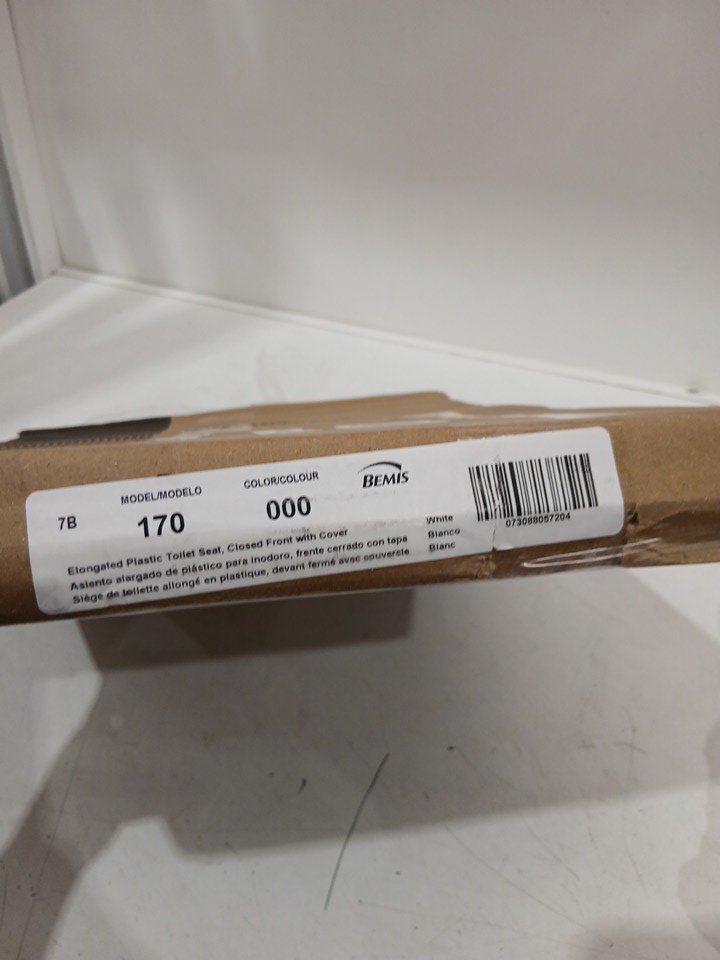 7B
MODEL/MODELO
170
COLOR/COLOUR
000
BEMIS
Elongated Plastic Toilet Seat, Closed Front with Cover
Asiento alargado de plástico para inodoro, frente cerrado con tapa
Siège de toilette allongé en plastique, devant fermé avec couvercle
White
Blanco
Blanc
073088057204